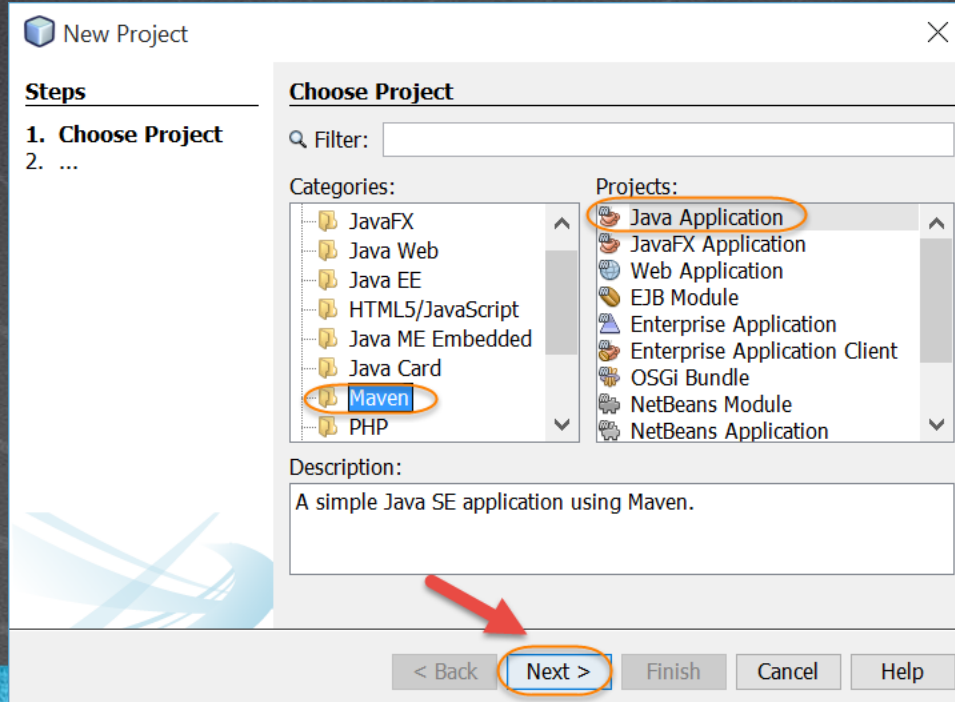 New Project
Steps
1. Choose Project
2. ...
Choose Project
Filter:
Categories:
JavaFX
Java Web
Java EE
HTML5/JavaScript
Java ME Embedded
Java Card
Maven
PHP
Projects:
Java Application
JavaFX Application
Web Application
EJB Module
Enterprise Application
Enterprise Application Client
OSGi Bundle
NetBeans Module
NetBeans Application
Description:
A simple Java SE application using Maven.
< Back
Next >
Finish
Cancel
Help